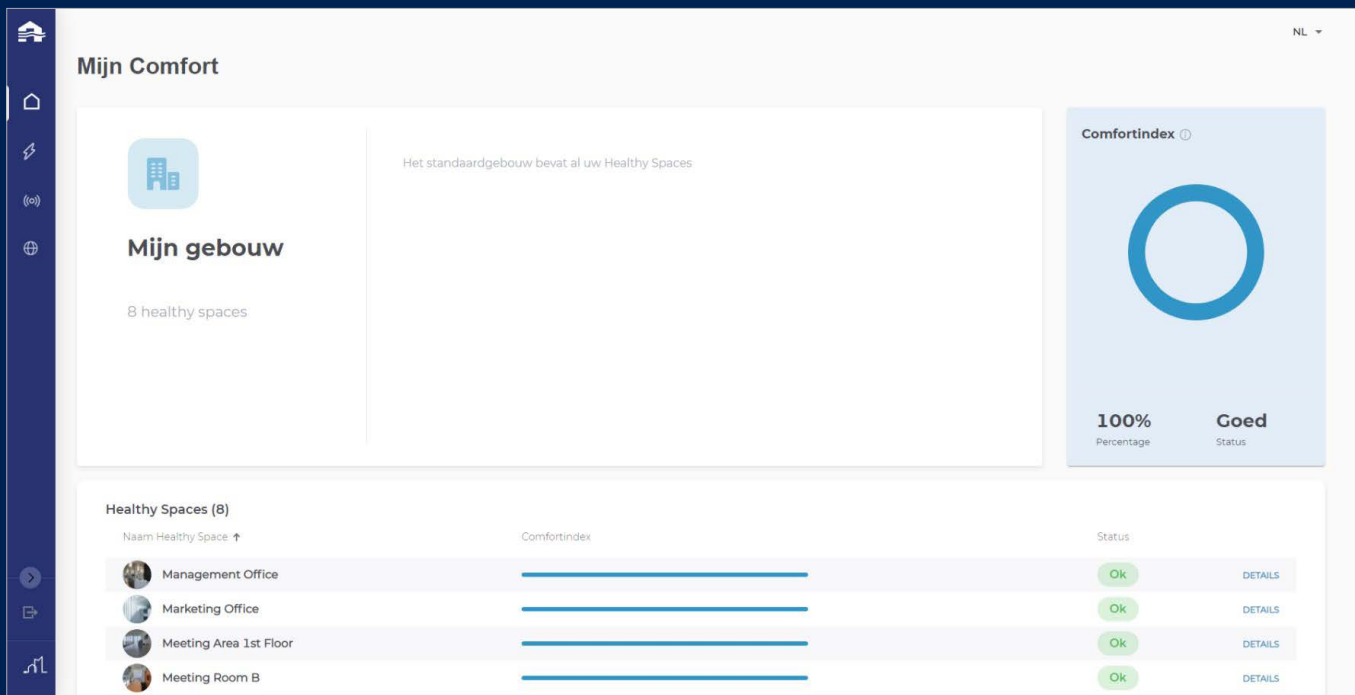 NL
Mijn Comfort
Het standaardgebouw bevat al uw Healthy Spaces
Mijn gebouw
8 healthy spaces
Comfortindex
100% Goed
Percentage Status
Healthy Spaces (8)
Naam Healthy Space ↑ Comfortindex Status
Management Office Ok DETAILS
Marketing Office Ok DETAILS
Meeting Area 1st Floor Ok DETAILS
Meeting Room B Ok DETAILS